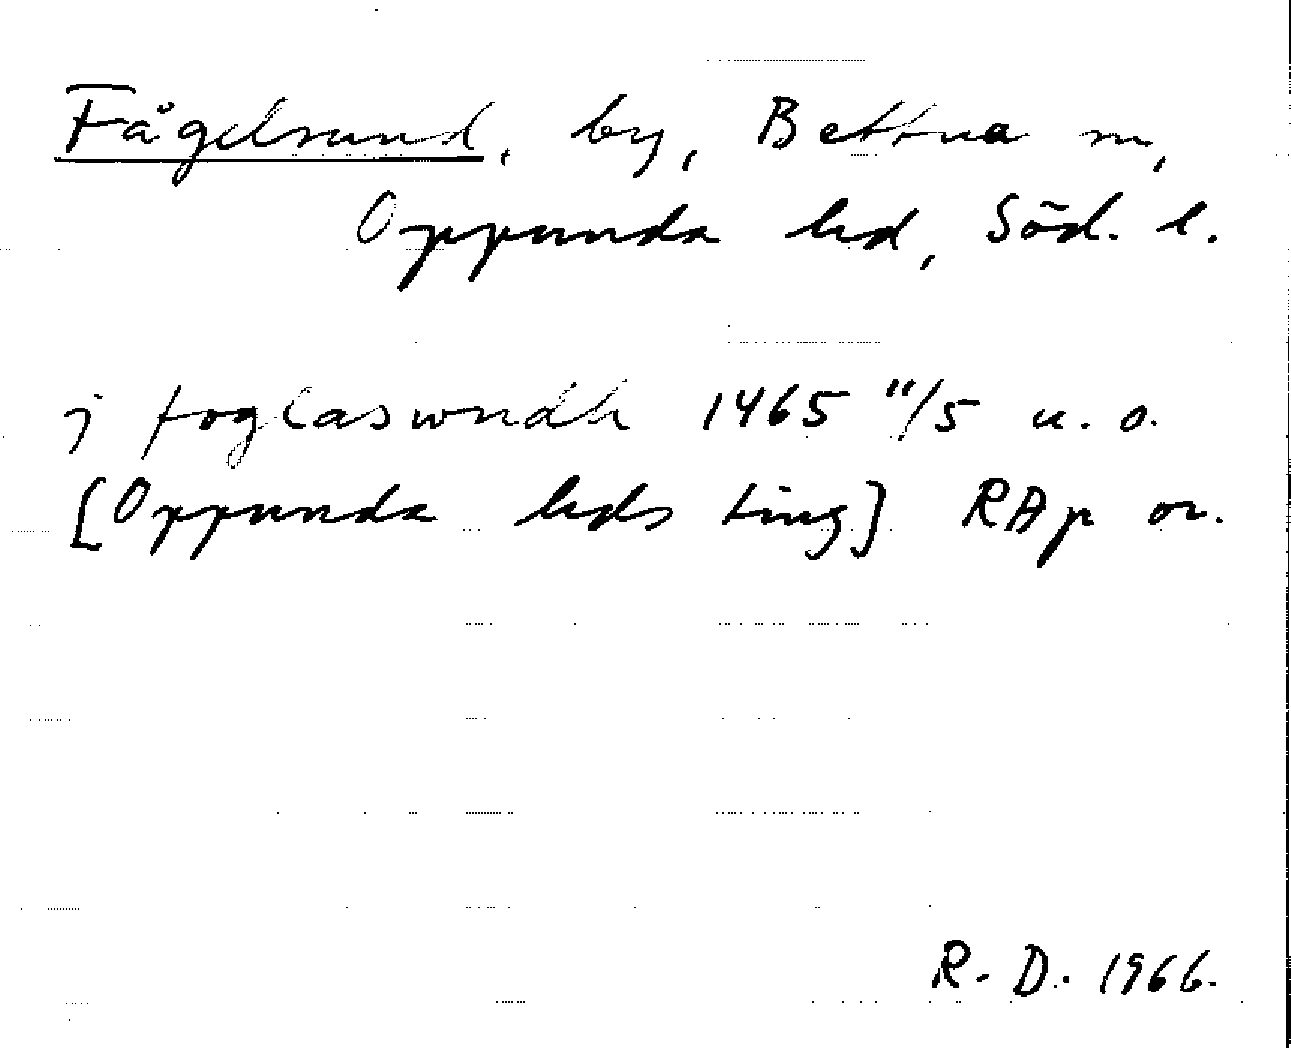 Fågelsund, by, Bettna sn,
Oppunda hd, Söd. l.
j foglaswndh 1465 11/5 u. o.
[Oppunda hds ting] RAp or.
R. D. 1966.